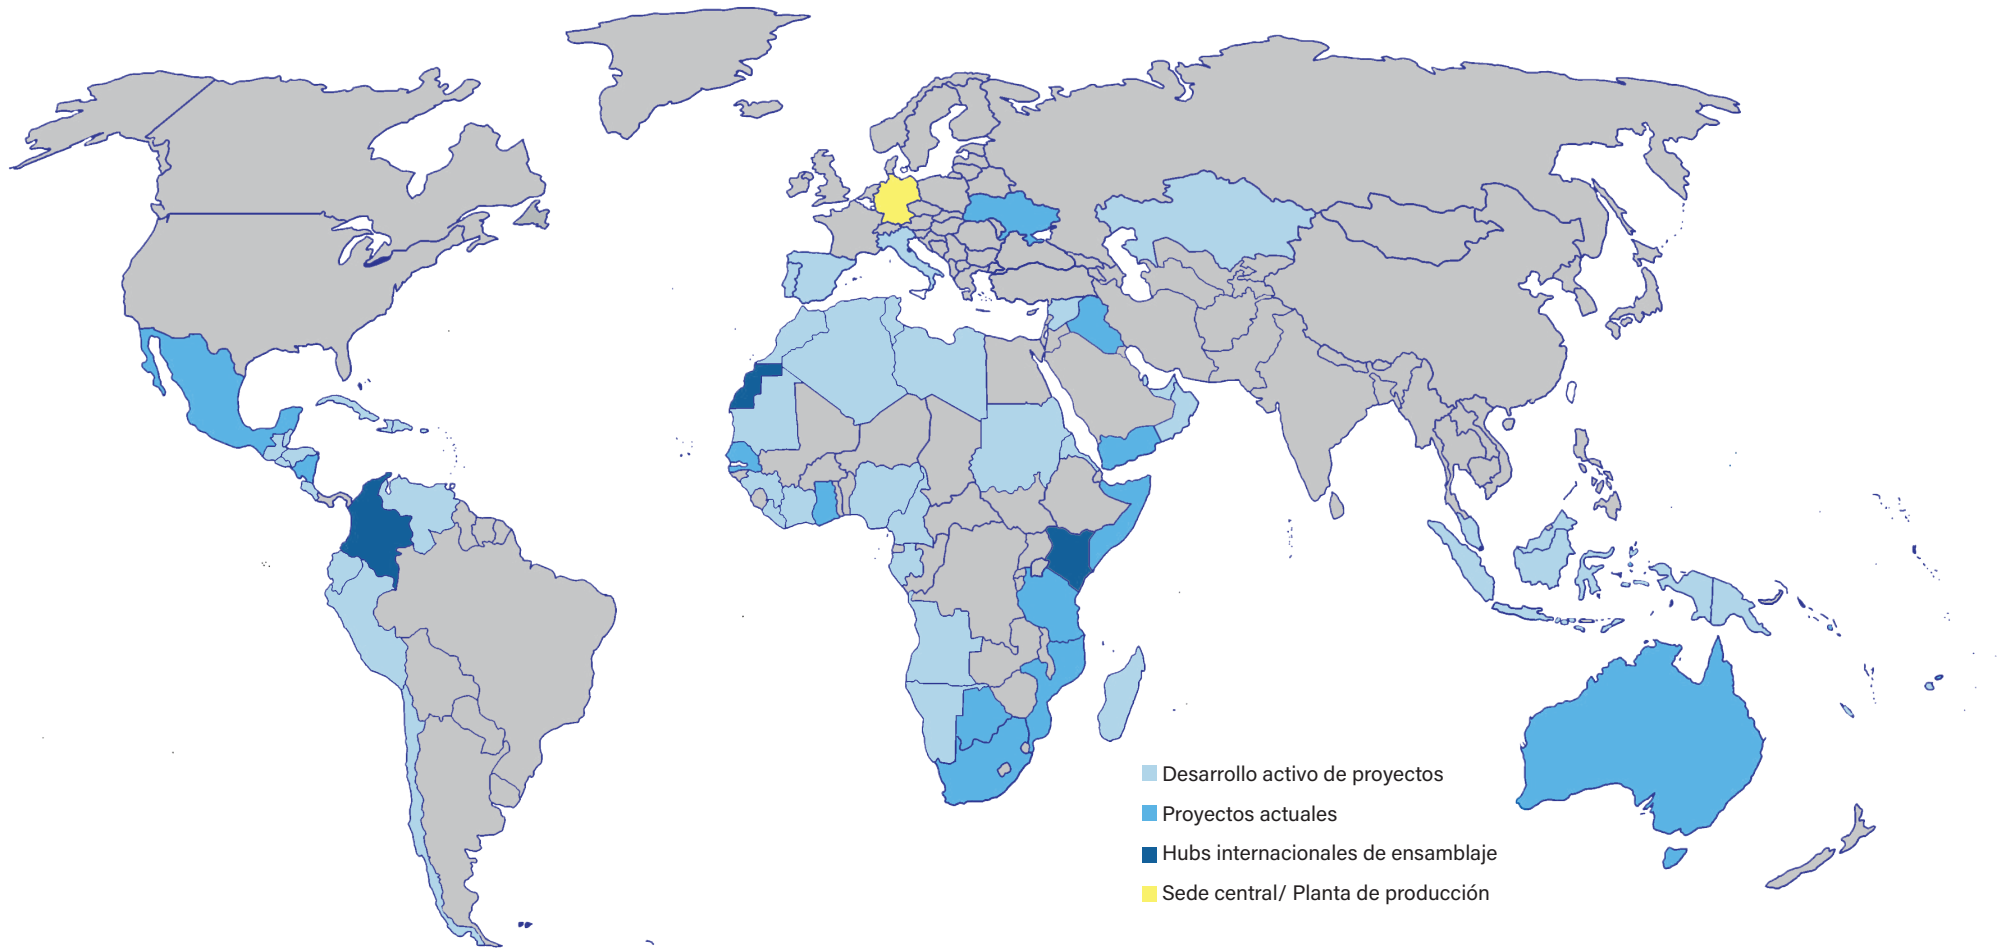 Desarrollo activo de proyectos
Proyectos actuales
Hubs internacionales de ensamblaje
Sede central/ Planta de producción